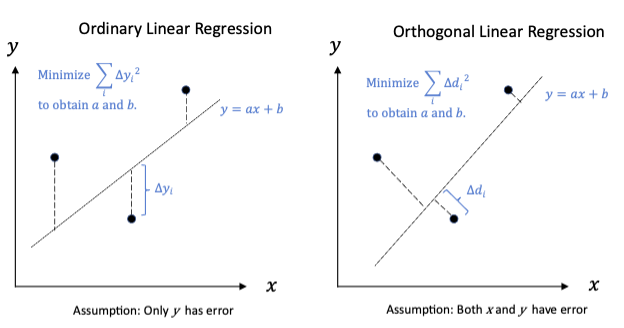 Ordinary Linear Regression
y
Minimize ∑ᵢ Δyᵢ²
to obtain a and b.
y = ax + b
Δyᵢ
x
Assumption: Only y has error
Orthogonal Linear Regression
y
Minimize ∑ᵢ Δdᵢ²
to obtain a and b.
y = ax + b
Δdᵢ
x
Assumption: Both x and y have error